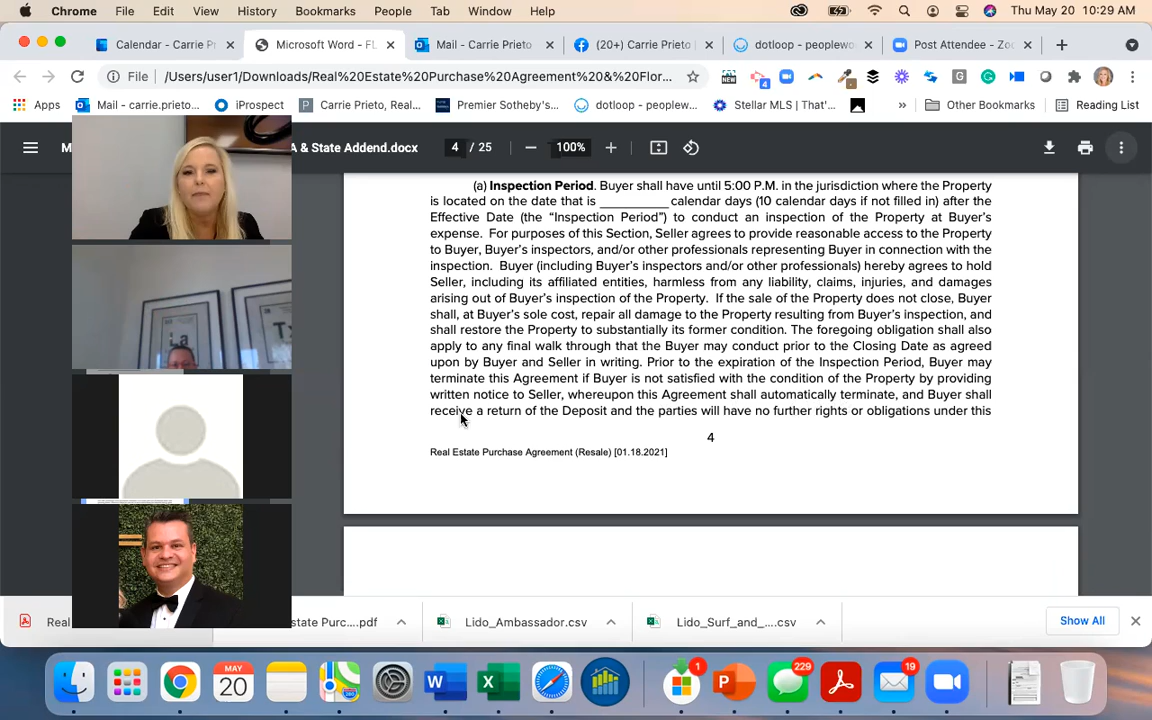 Chrome File Edit View History Bookmarks People Tab Window Help Thu May 20 10:29 AM
Calendar - Carrie Pr Microsoft Word - FL Mail - Carrie Prieto (20+) Carrie Prieto dotloop - peoplewo Post Attendee - Zoo
File /Users/user1/Downloads/Real%20Estate%20Purchase%20Agreement%20&%20Flor...
Apps Mail - carrie.prieto... iProspect Carrie Prieto, Real... Premier Sotheby's... dotloop - peoplew... Stellar MLS | That'... Other Bookmarks Reading List
A & State Addend.docx 4 / 25 100%
(a) Inspection Period. Buyer shall have until 5:00 P.M. in the jurisdiction where the Property
is located on the date that is __________ calendar days (10 calendar days if not filled in) after the
Effective Date (the “Inspection Period”) to conduct an inspection of the Property at Buyer’s
expense. For purposes of this Section, Seller agrees to provide reasonable access to the Property
to Buyer, Buyer’s inspectors, and/or other professionals representing Buyer in connection with the
inspection. Buyer (including Buyer’s inspectors and/or other professionals) hereby agrees to hold
Seller, including its affiliated entities, harmless from any liability, claims, injuries, and damages
arising out of Buyer’s inspection of the Property. If the sale of the Property does not close, Buyer
shall, at Buyer’s sole cost, repair all damage to the Property resulting from Buyer’s inspection, and
shall restore the Property to substantially its former condition. The foregoing obligation shall also
apply to any final walk through that the Buyer may conduct prior to the Closing Date as agreed
upon by Buyer and Seller in writing. Prior to the expiration of the Inspection Period, Buyer may
terminate this Agreement if Buyer is not satisfied with the condition of the Property by providing
written notice to Seller, whereupon this Agreement shall automatically terminate, and Buyer shall
receive a return of the Deposit and the parties will have no further rights or obligations under this
4
Real Estate Purchase Agreement (Resale) [01.18.2021]
Real state Purc....pdf Lido_Ambassador.csv Lido_Surf_and_....csv Show All
MAY
20
1
229
19